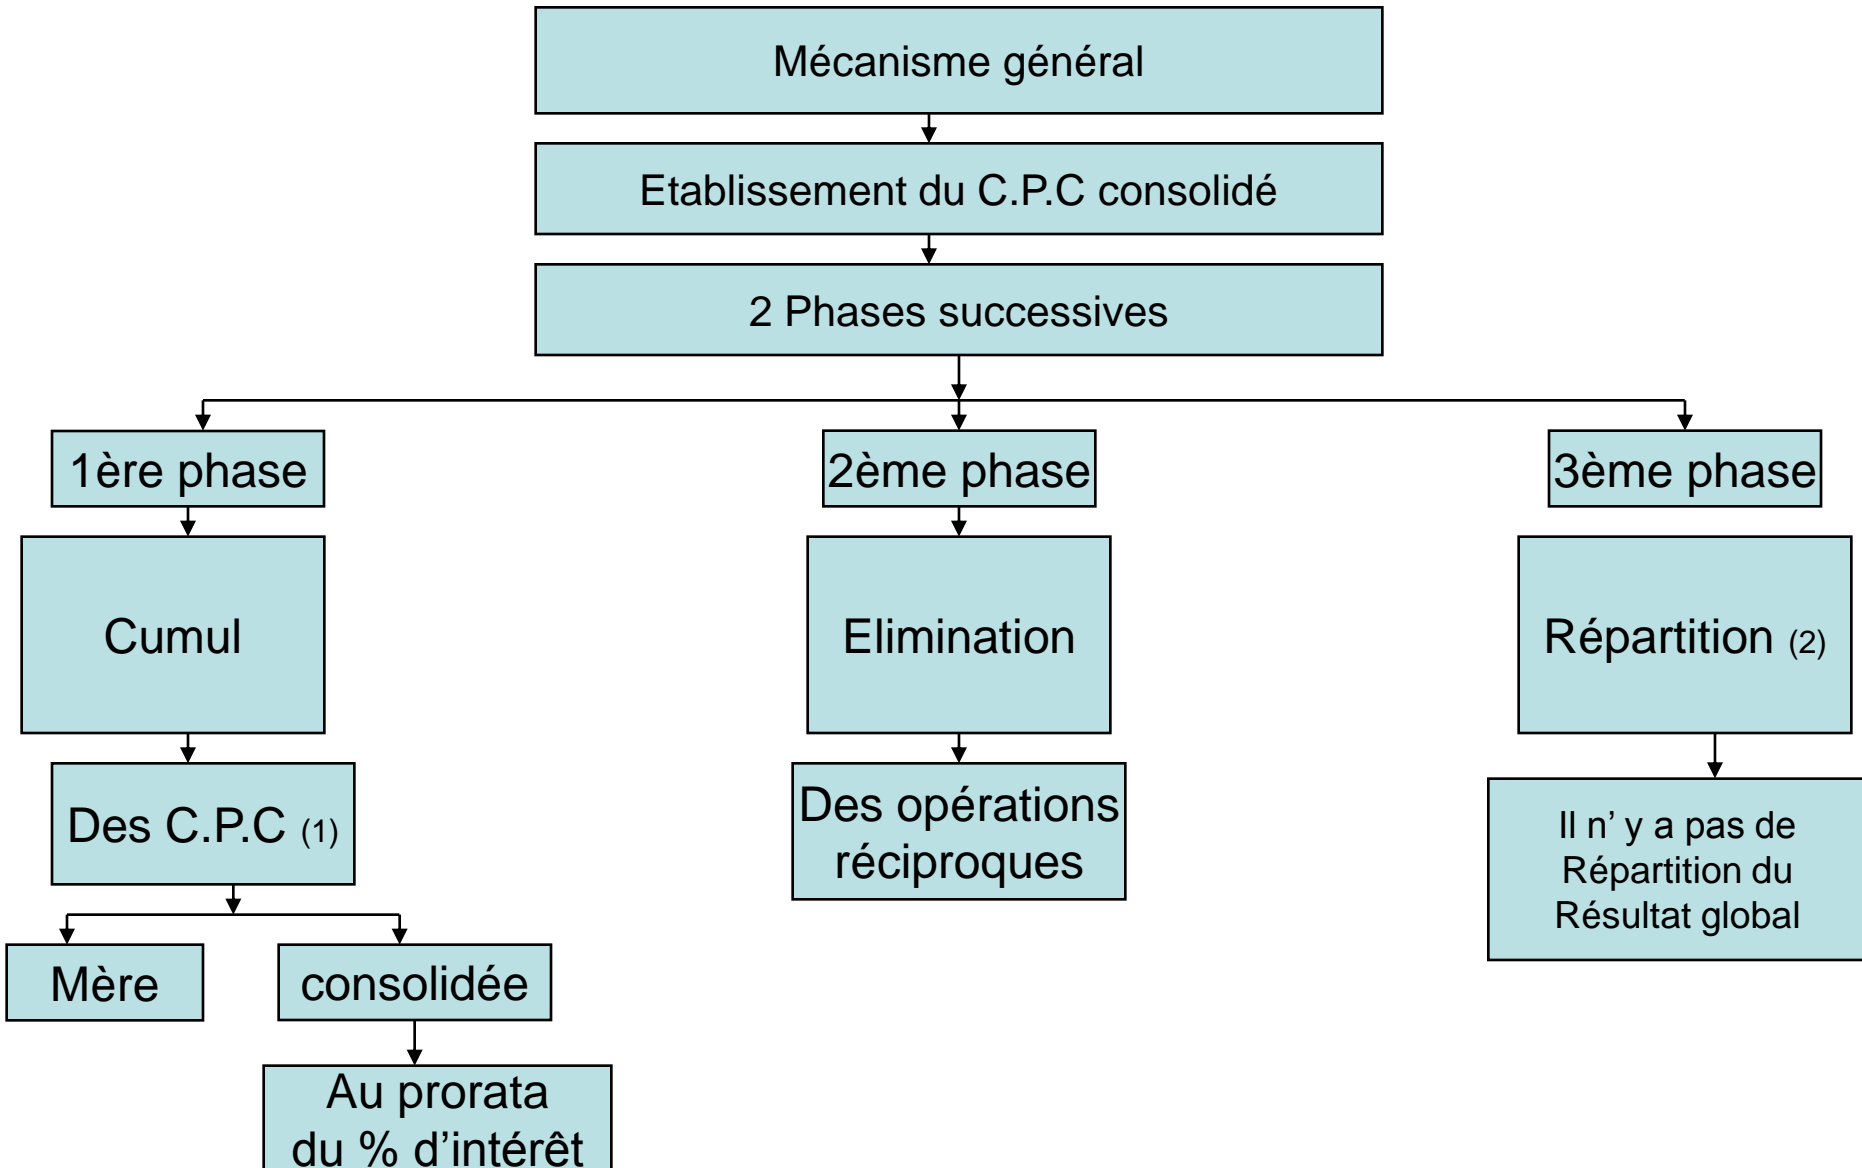 Mécanisme général
Etablissement du C.P.C consolidé
2 Phases successives
1ère phase
2ème phase
3ème phase
Cumul
Elimination
Répartition (2)
Des C.P.C (1)
Des opérations
réciproques
Il n’ y a pas de
Répartition du
Résultat global
Mère
consolidée
Au prorata
du % d’intérêt